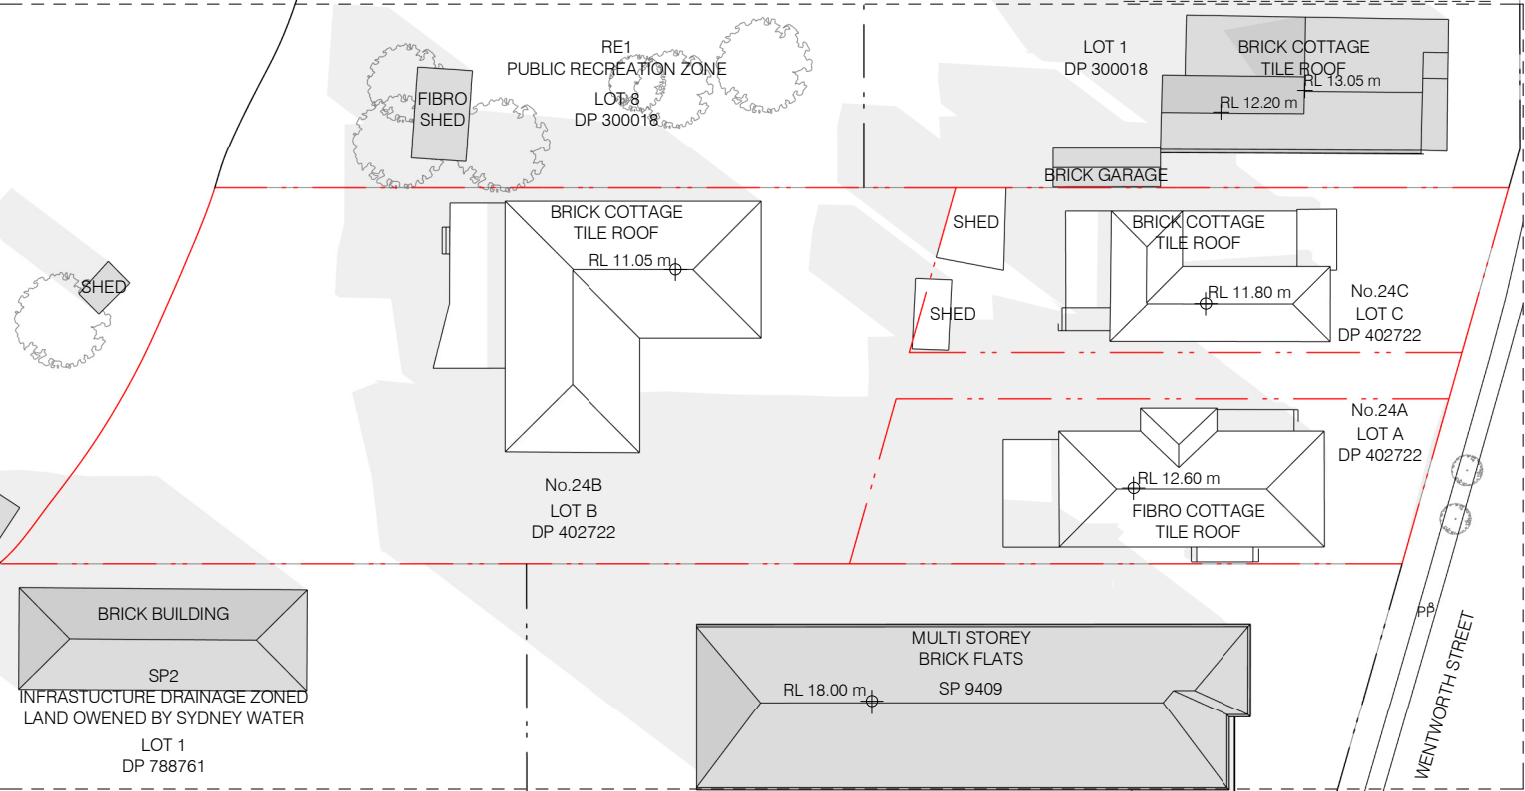 RE1
PUBLIC RECREATION ZONE
LOT 8
DP 300018
FIBRO
SHED
LOT 1
DP 300018
BRICK COTTAGE
TILE ROOF
RL 13.05 m
RL 12.20 m
BRICK GARAGE
BRICK COTTAGE
TILE ROOF
RL 11.05 m
SHED
SHED
BRICK COTTAGE
TILE ROOF
RL 11.80 m
No.24C
LOT C
DP 402722
SHED
No.24A
LOT A
DP 402722
RL 12.60 m
FIBRO COTTAGE
TILE ROOF
No.24B
LOT B
DP 402722
BRICK BUILDING
SP2
INFRASTUCTURE DRAINAGE ZONED
LAND OWENED BY SYDNEY WATER
LOT 1
DP 788761
MULTI STOREY
BRICK FLATS
SP 9409
RL 18.00 m
PP
WENTWORTH STREET